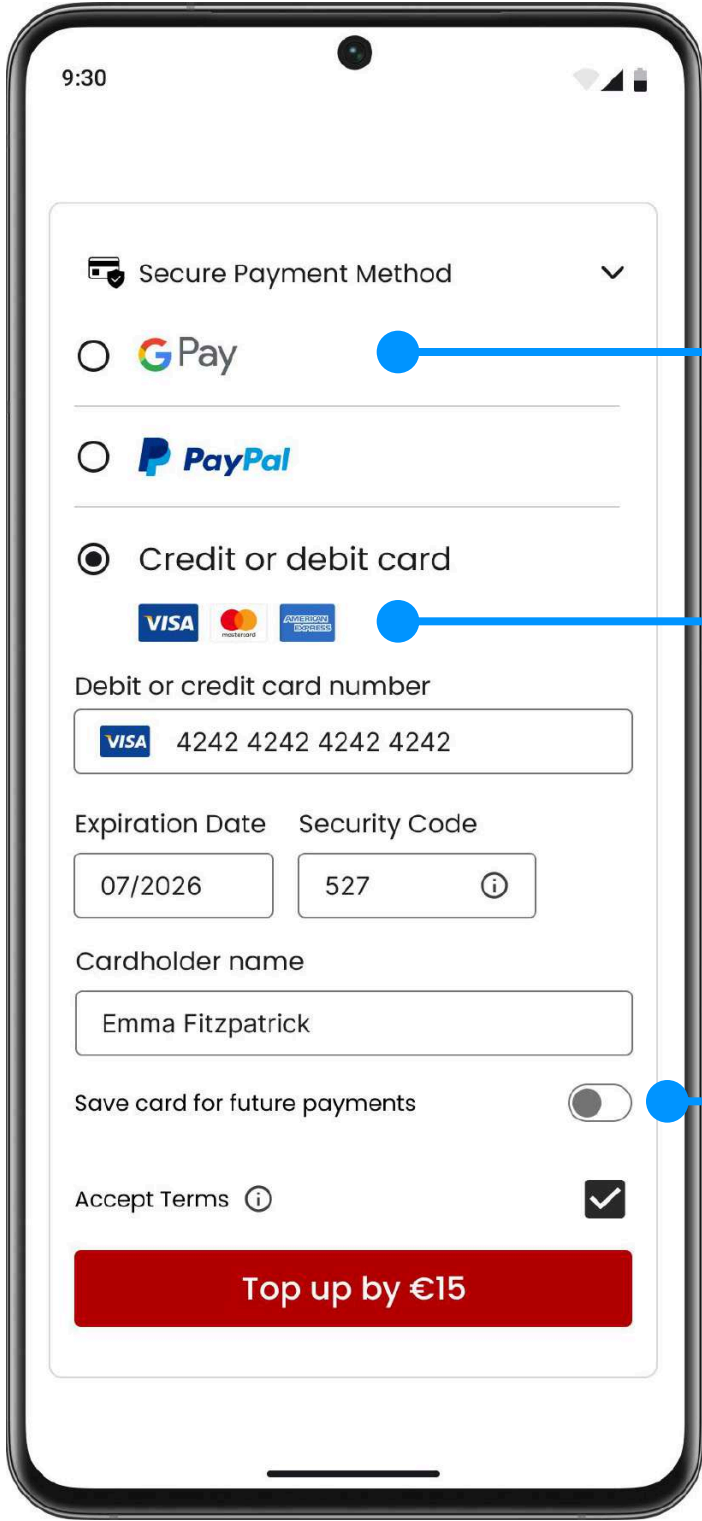 9:30
Secure Payment Method
G Pay
PayPal
Credit or debit card
VISA mastercard AMERICAN EXPRESS
Debit or credit card number
VISA 4242 4242 4242 4242
Expiration Date Security Code
07/2026 527
Cardholder name
Emma Fitzpatrick
Save card for future payments
Accept Terms
Top up by €15